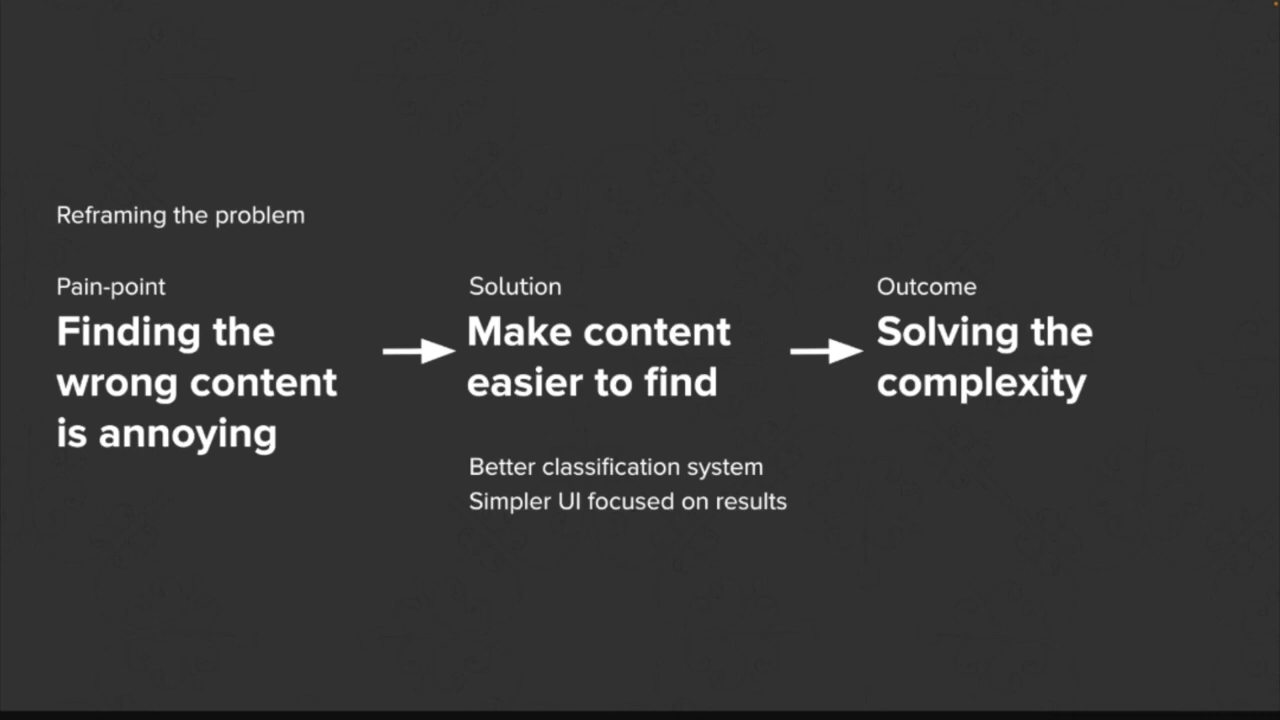 Reframing the problem
Pain-point
Finding the
wrong content
is annoying
Solution
Make content
easier to find
Better classification system
Simpler UI focused on results
Outcome
Solving the
complexity